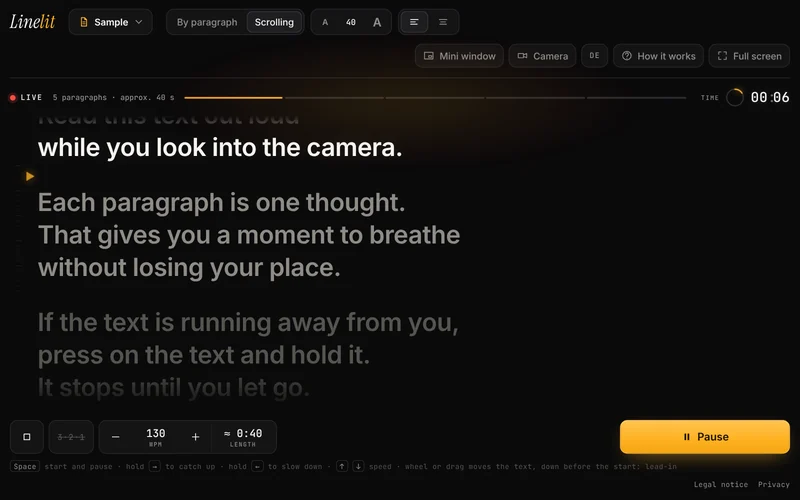 Linelit
Sample
By paragraph Scrolling
A 40 A
Mini window
Camera
DE
How it works
Full screen
LIVE 5 paragraphs · approx. 40 s
TIME 00:06
Read this text out loud
while you look into the camera.
Each paragraph is one thought.
That gives you a moment to breathe
without losing your place.
If the text is running away from you,
press on the text and hold it.
It stops until you let go.
3-2-1
− 130 +
WPM
≈ 0:40
LENGTH
Pause
Space start and pause · hold → to catch up · hold ← to slow down · ↑ ↓ speed · wheel or drag moves the text, down before the start: lead-in
Legal notice Privacy